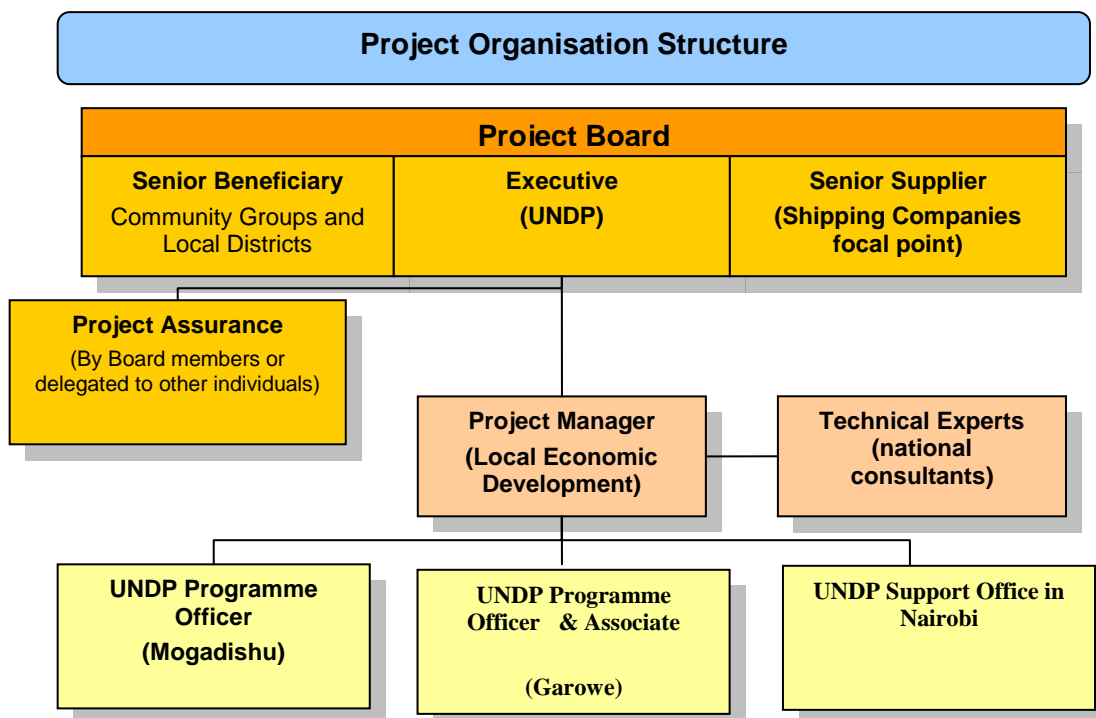 Project Organisation Structure
Project Board
Senior Beneficiary
Community Groups and
Local Districts
Executive
(UNDP)
Senior Supplier
(Shipping Companies
focal point)
Project Assurance
(By Board members or
delegated to other individuals)
Project Manager
(Local Economic
Development)
Technical Experts
(national
consultants)
UNDP Programme
Officer
(Mogadishu)
UNDP Programme
Officer & Associate
(Garowe)
UNDP Support Office in
Nairobi